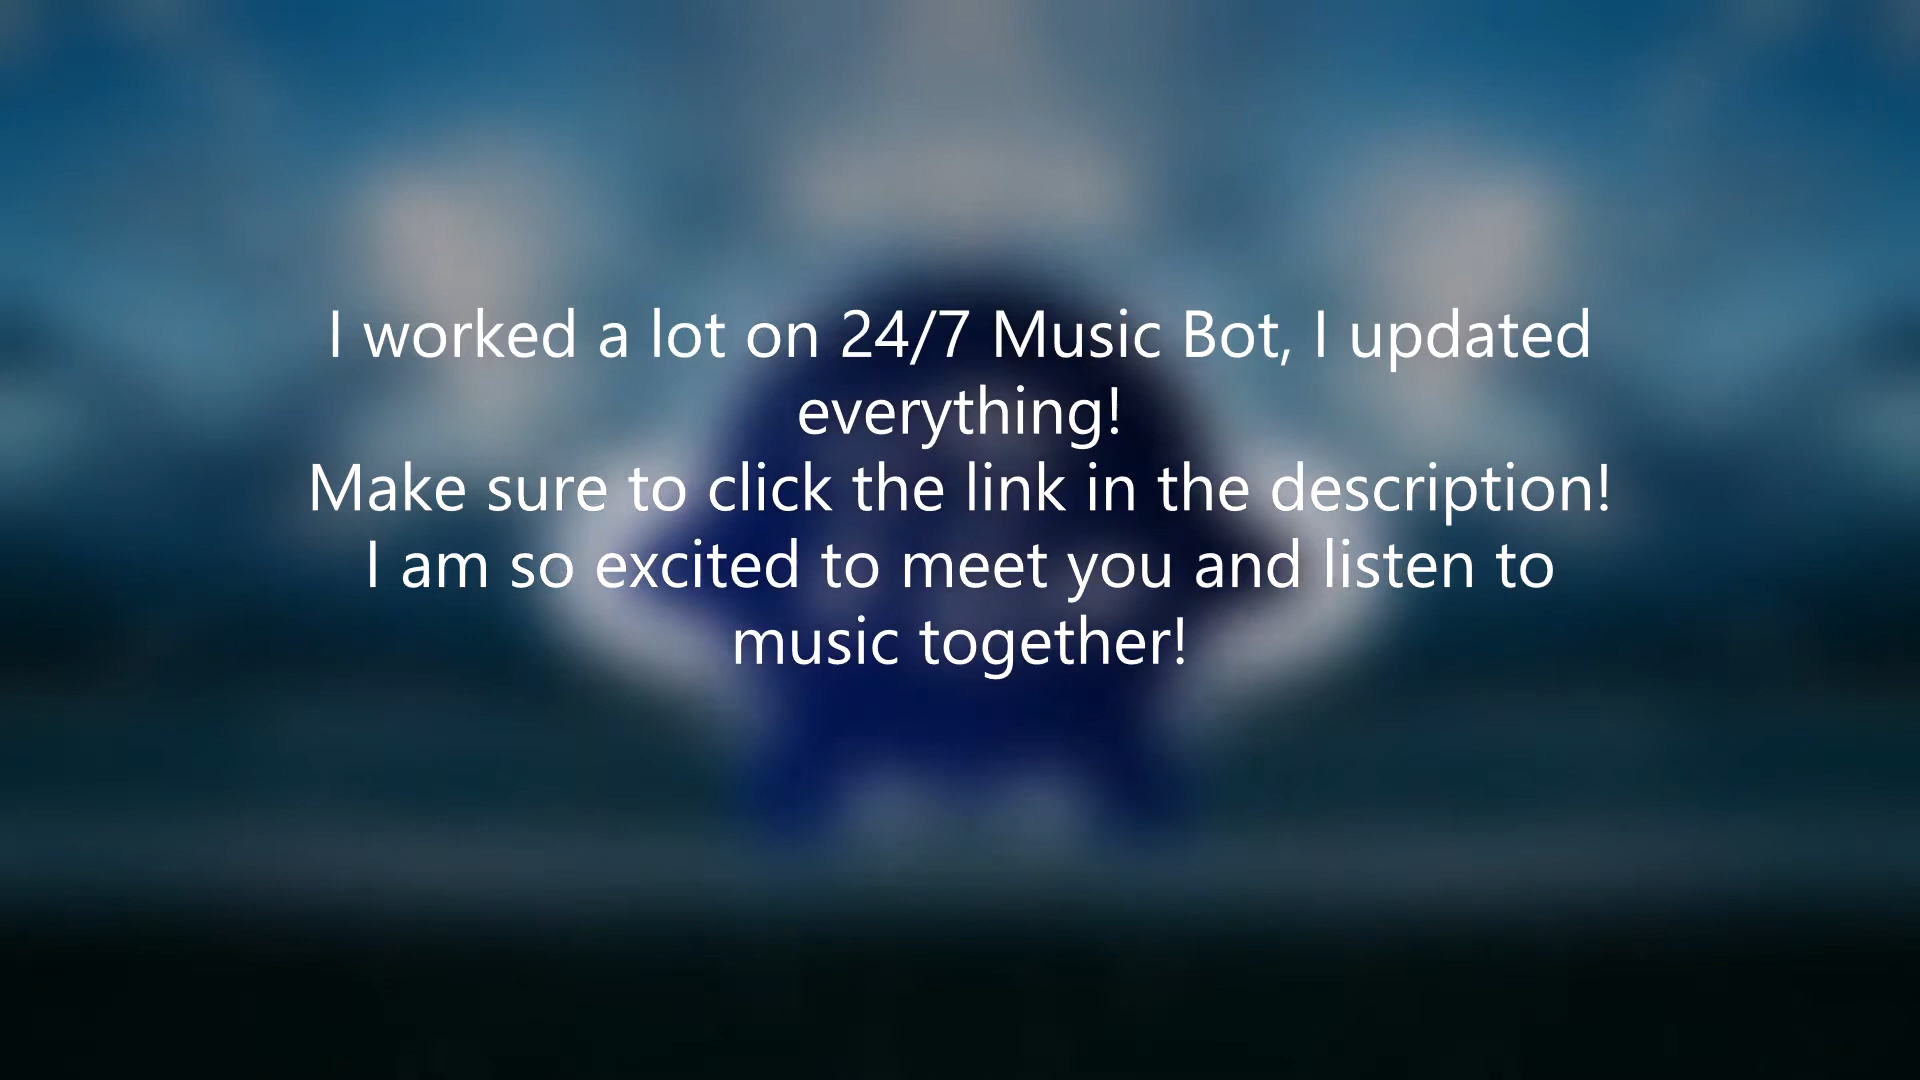 I worked a lot on 24/7 Music Bot, I updated
everything!
Make sure to click the link in the description!
I am so excited to meet you and listen to
music together!